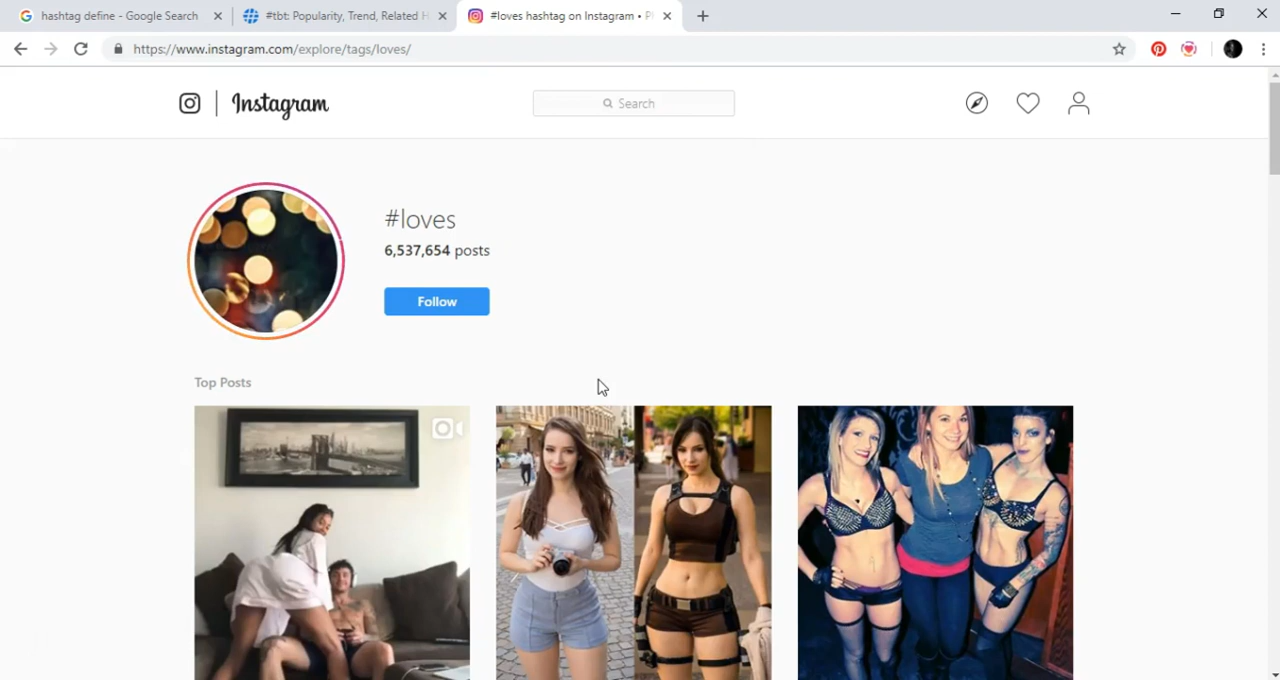 hashtag define - Google Search
#tbt: Popularity, Trend, Related H
#loves hashtag on Instagram • P
https://www.instagram.com/explore/tags/loves/
Instagram
Search
#loves
6,537,654 posts
Follow
Top Posts